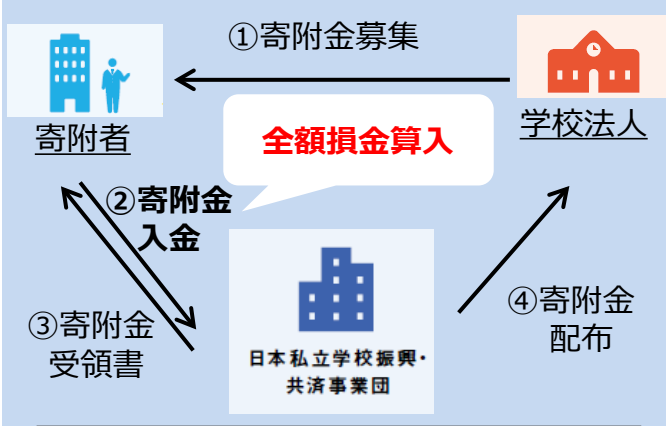 ①寄附金募集
寄附者
学校法人
全額損金算入
②寄附金
入金
③寄附金
受領書
④寄附金
配布
日本私立学校振興・
共済事業団